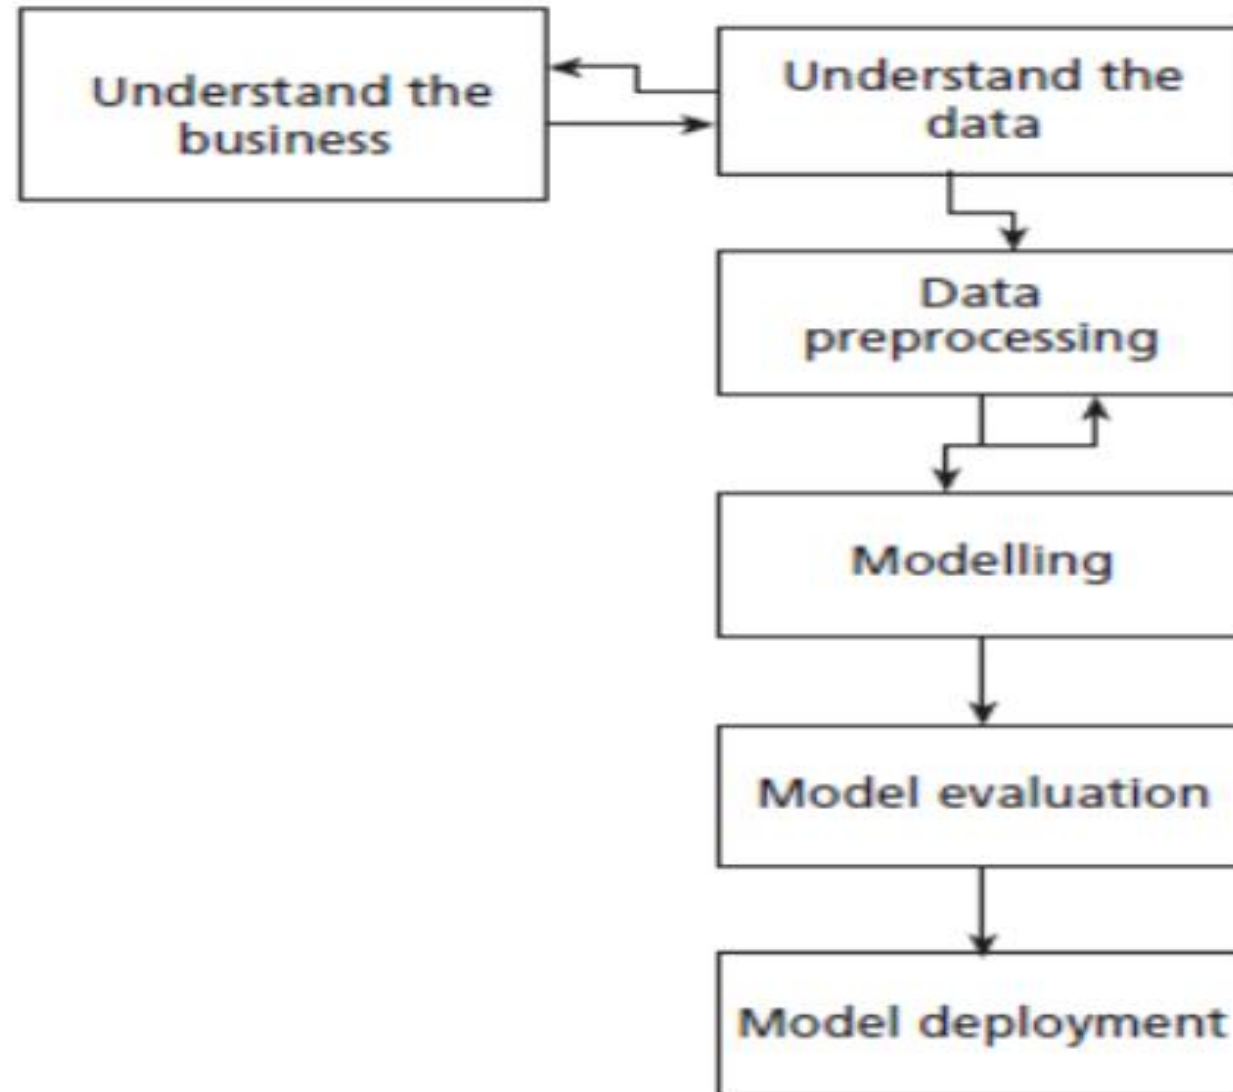 Understand the
business
Understand the
data
Data
preprocessing
Modelling
Model evaluation
Model deployment